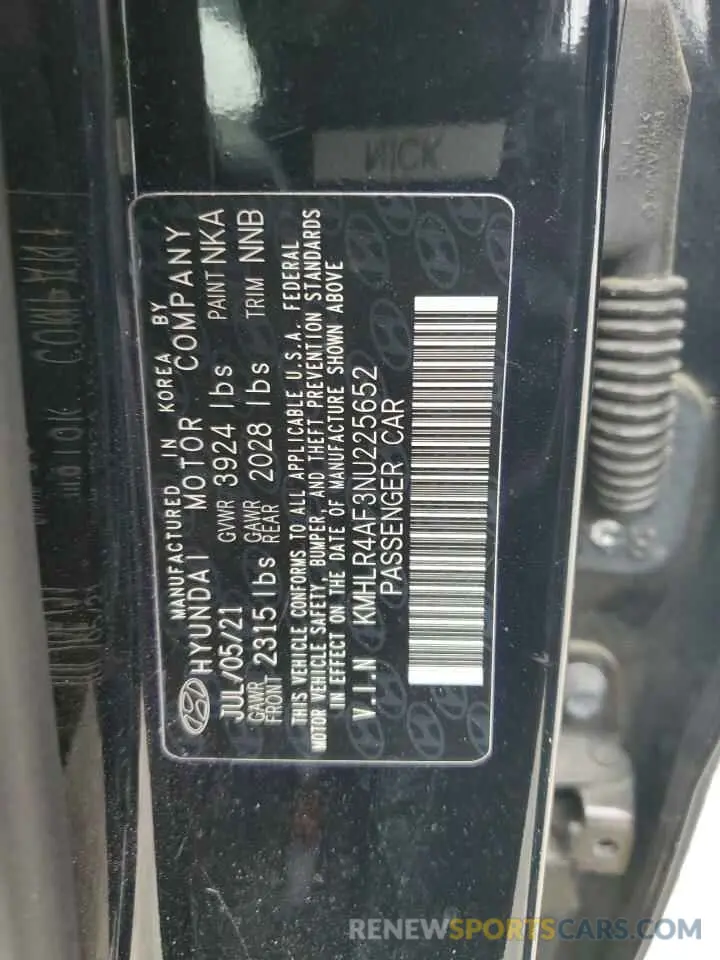 MANUFACTURED IN KOREA BY
HYUNDAI MOTOR COMPANY
JUL/05/21 GVWR 3924 lbs PAINT NKA
GAWR FRONT 2315 lbs GAWR REAR 2028 lbs TRIM NNB
THIS VEHICLE CONFORMS TO ALL APPLICABLE U.S.A. FEDERAL
MOTOR VEHICLE SAFETY, BUMPER, AND THEFT PREVENTION STANDARDS
IN EFFECT ON THE DATE OF MANUFACTURE SHOWN ABOVE
V.I.N KMHLR4AF3NU225652
PASSENGER CAR
RENEWSPORTSCARS.COM